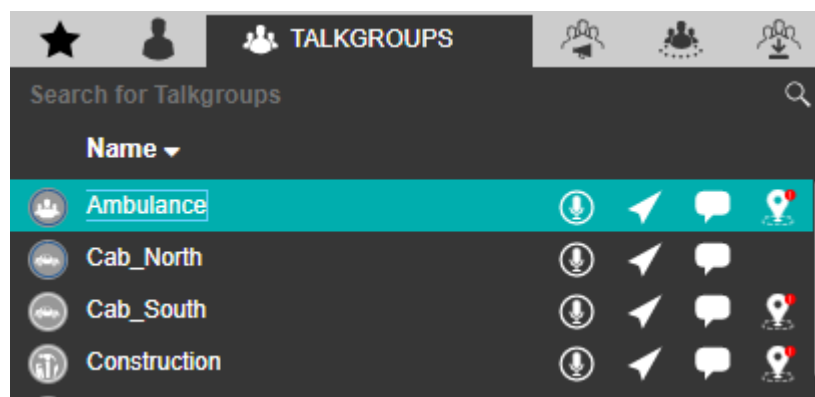 TALKGROUPS
Search for Talkgroups
Name
Ambulance
Cab_North
Cab_South
Construction